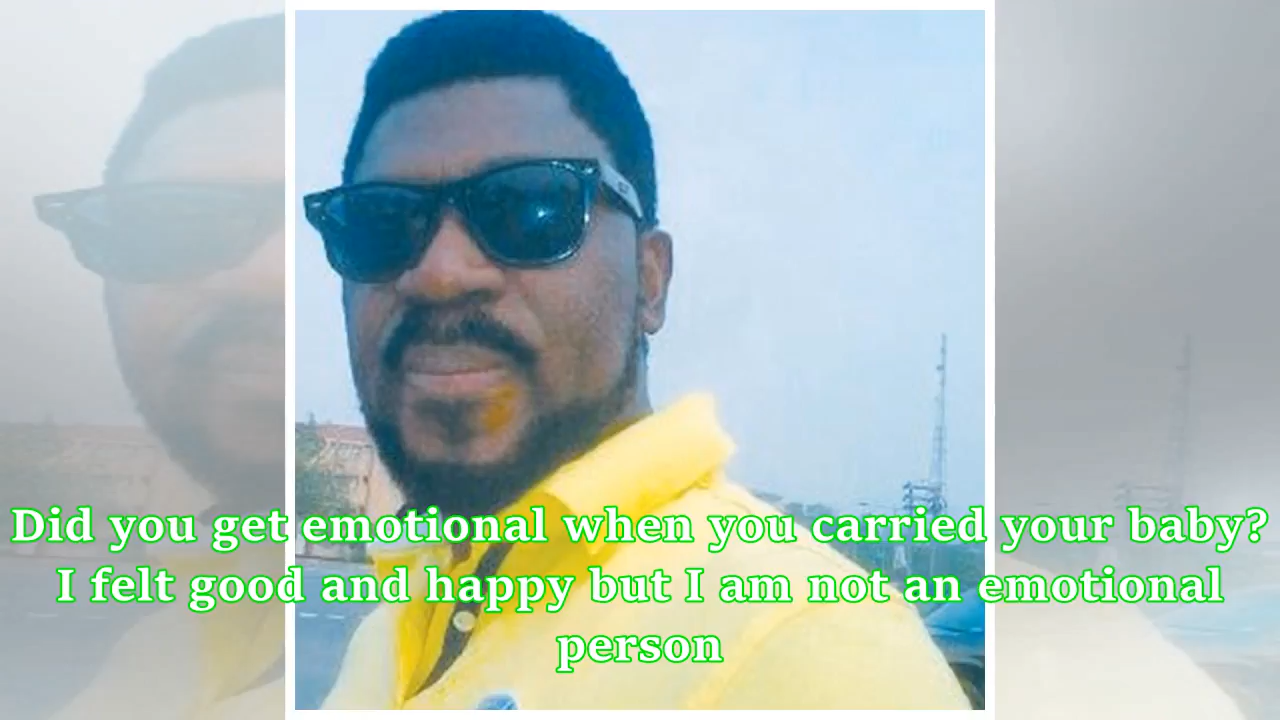 Did you get emotional when you carried your baby?
I felt good and happy but I am not an emotional
person